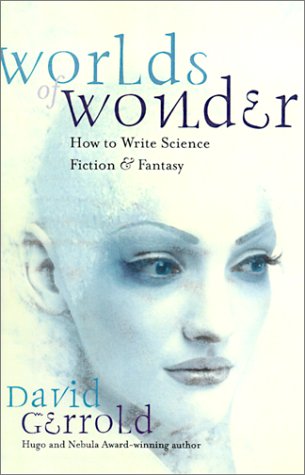 worlds
of
wonder
How to Write Science
Fiction & Fantasy
David
Gerrold
Hugo and Nebula Award–winning author